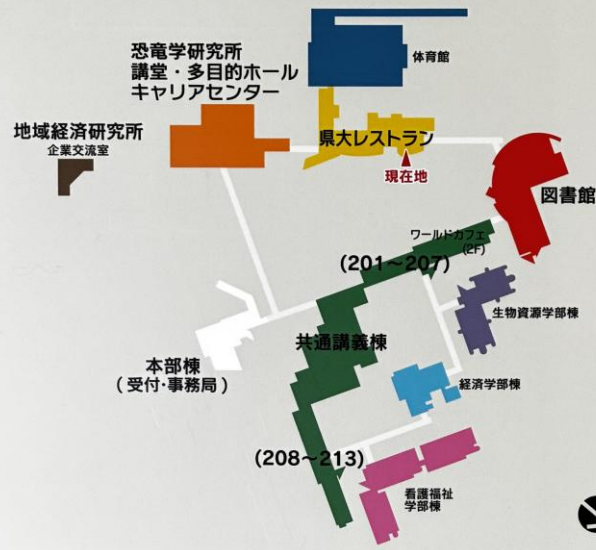 恐竜学研究所
講堂・多目的ホール
キャリアセンター
体育館
地域経済研究所
企業交流室
県大レストラン
現在地
図書館
ワールドカフェ
(2F)
(201〜207)
生物資源学部棟
共通講義棟
本部棟
(受付・事務局)
経済学部棟
(208〜213)
看護福祉
学部棟